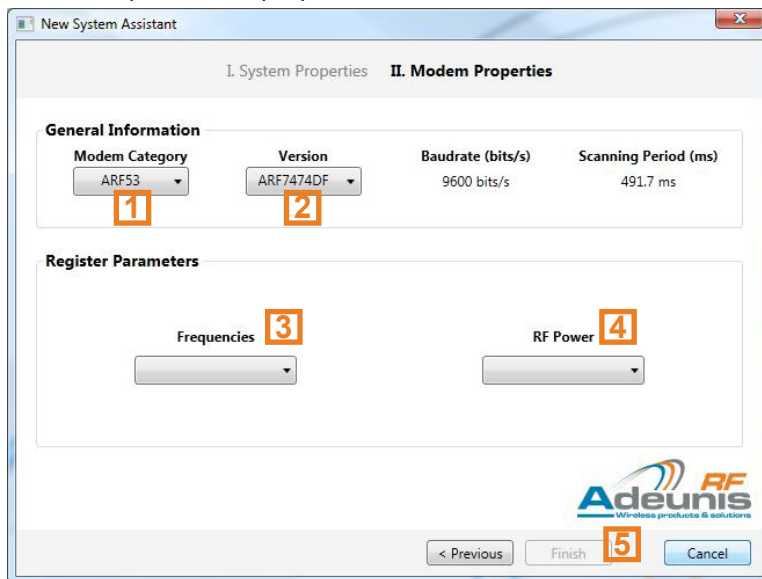 New System Assistant
I. System Properties II. Modem Properties
General Information
Modem Category Version Baudrate (bits/s) Scanning Period (ms)
ARF53 ARF7474DF 9600 bits/s 491.7 ms
1 2
Register Parameters
Frequencies 3 RF Power 4
Adeunis RF
Wireless products & solutions
< Previous Finish 5 Cancel